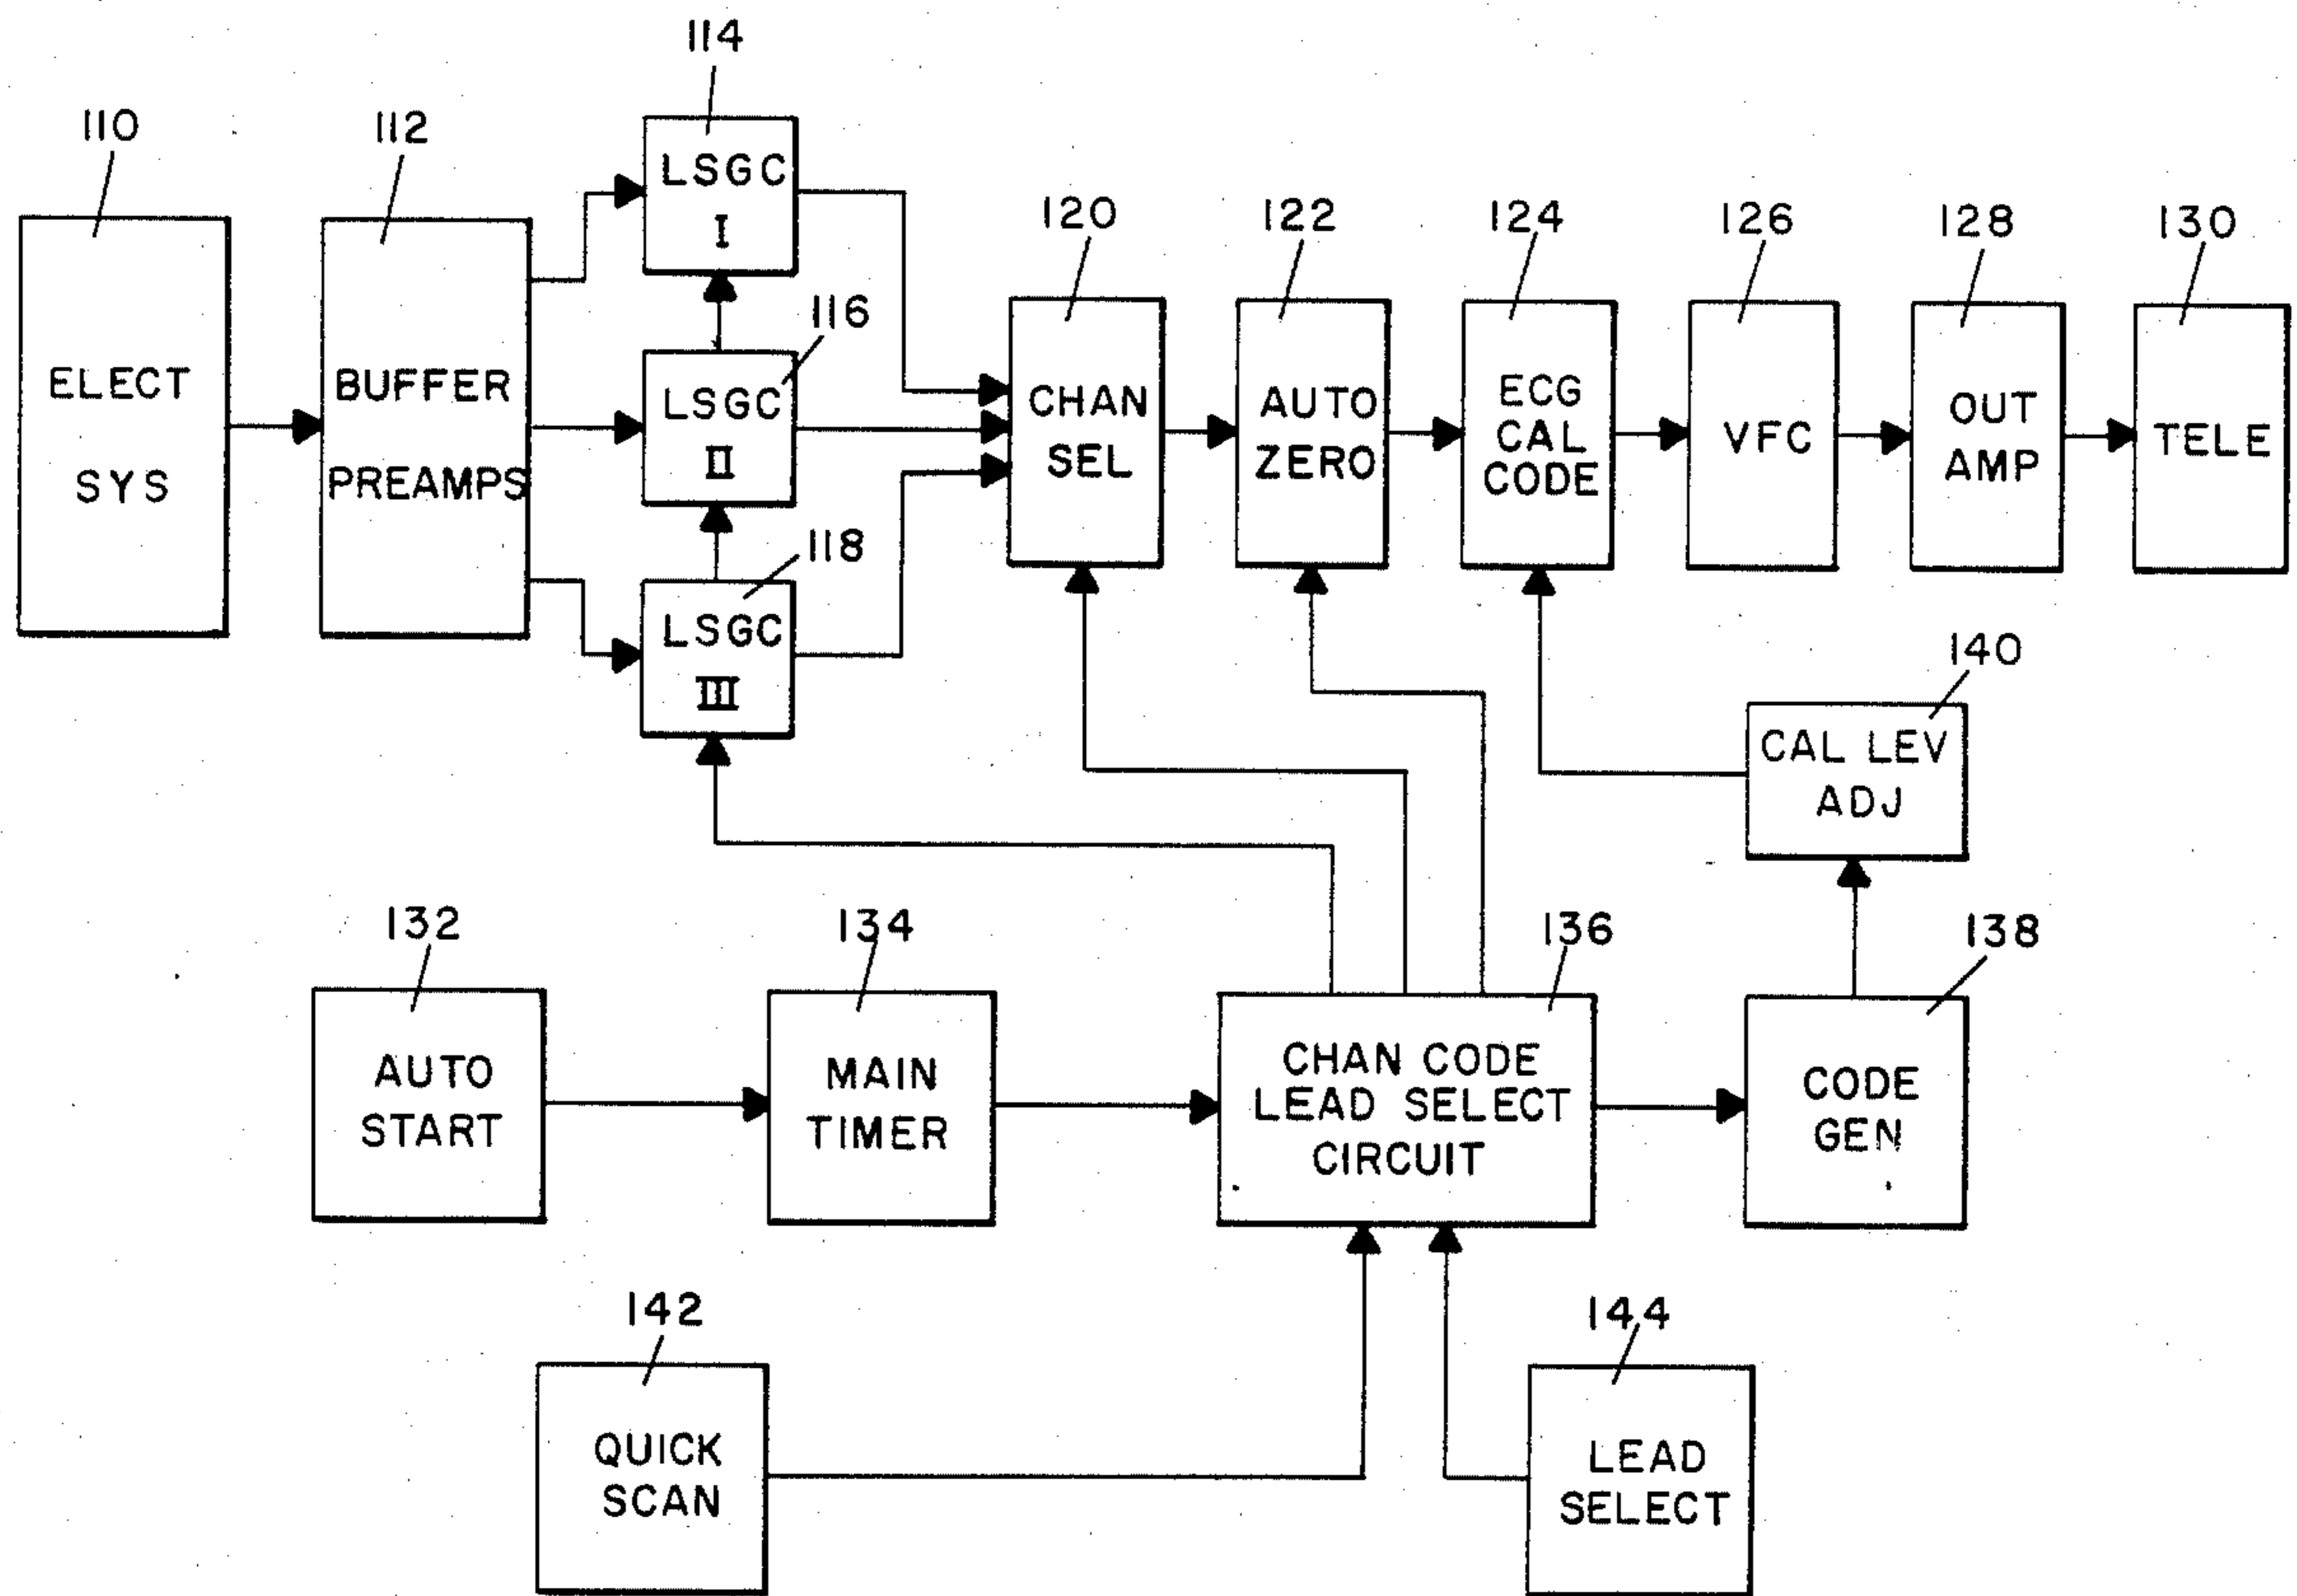 114
110
112
LSGC
I
120
122
124
126
128
130
116
ELECT
SYS
BUFFER
PREAMPS
LSGC
II
CHAN
SEL
AUTO
ZERO
ECG
CAL
CODE
VFC
OUT
AMP
TELE
118
LSGC
III
140
CAL LEV
ADJ
132
134
136
138
AUTO
START
MAIN
TIMER
CHAN CODE
LEAD SELECT
CIRCUIT
CODE
GEN
142
144
QUICK
SCAN
LEAD
SELECT